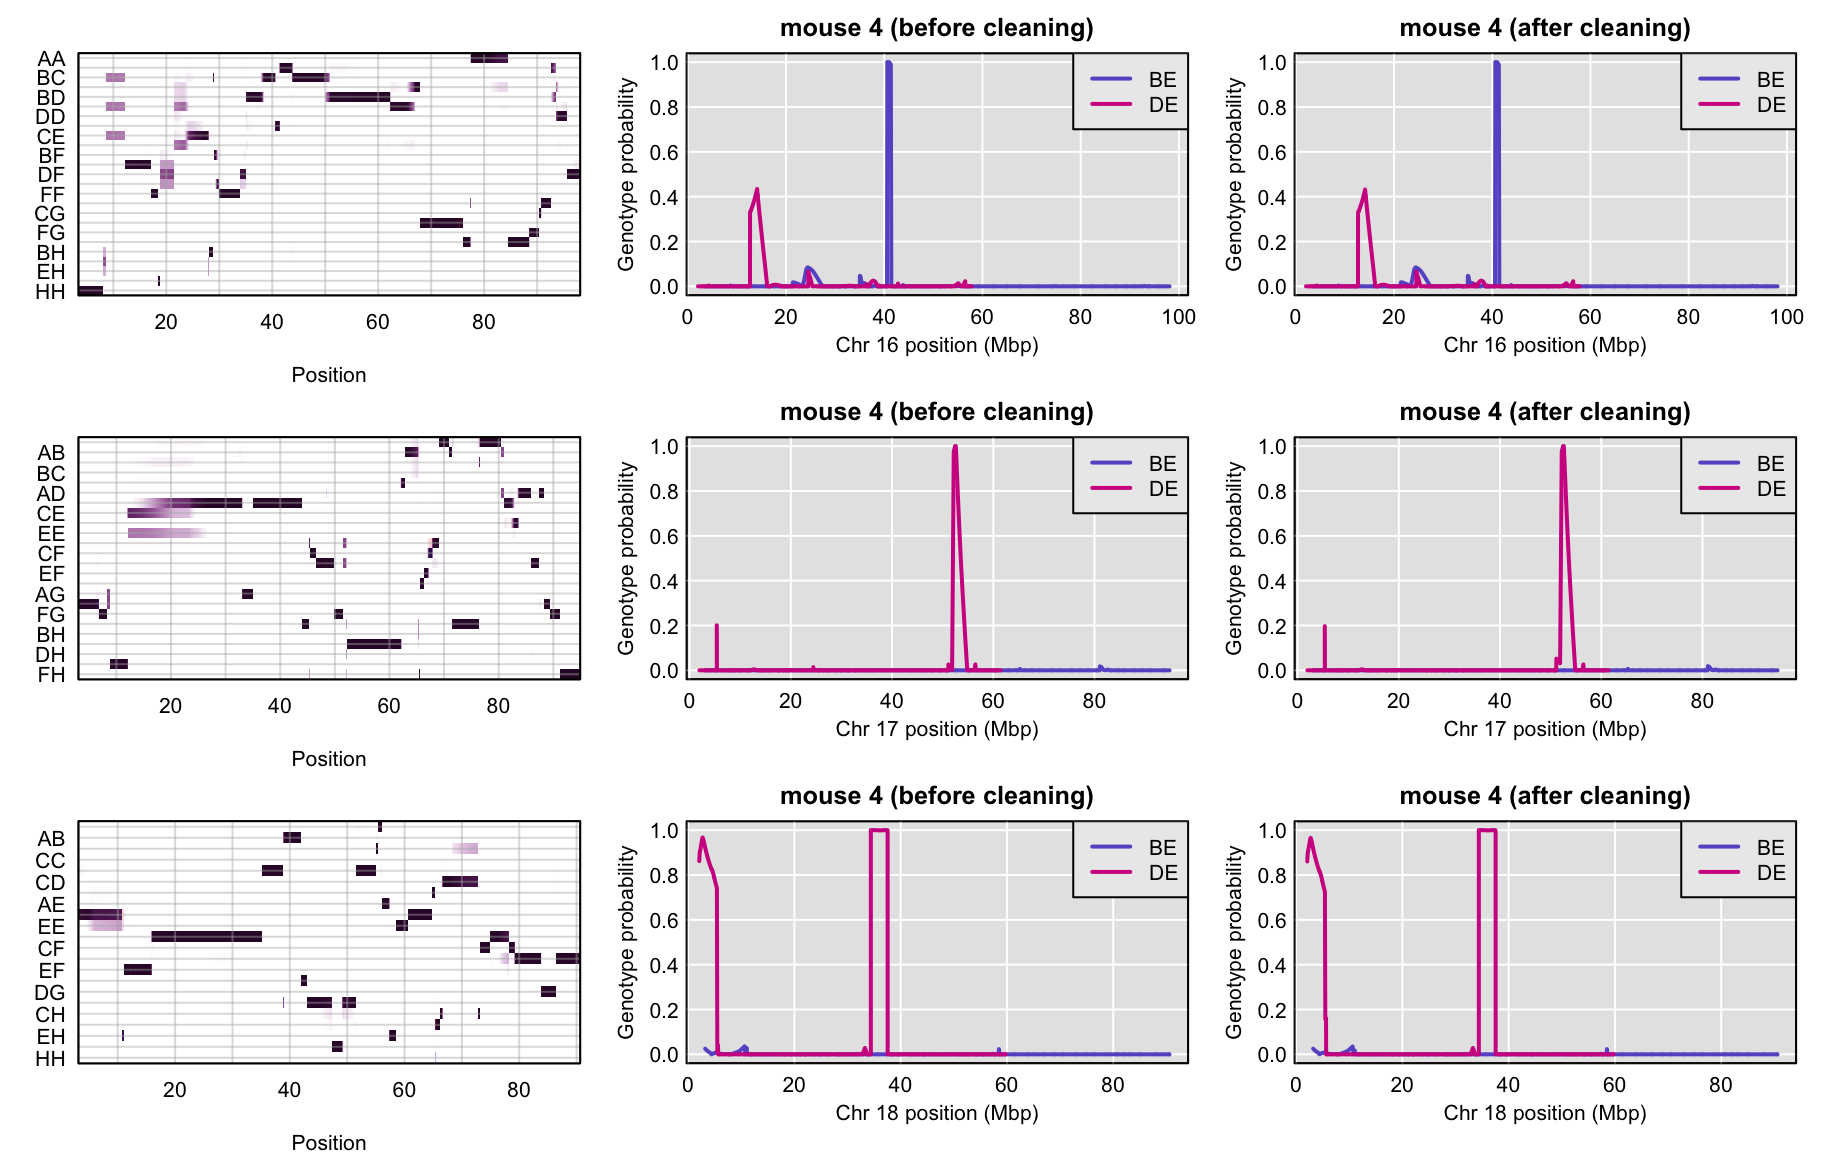 mouse 4 (before cleaning)
mouse 4 (after cleaning)
AA
BC
BD
DD
CE
BF
DF
FF
CG
FG
BH
EH
HH
20 40 60 80
Position
Genotype probability
1.0
0.8
0.6
0.4
0.2
0.0
BE
DE
0 20 40 60 80 100
Chr 16 position (Mbp)
Genotype probability
1.0
0.8
0.6
0.4
0.2
0.0
BE
DE
0 20 40 60 80 100
Chr 16 position (Mbp)
mouse 4 (before cleaning)
mouse 4 (after cleaning)
AB
BC
AD
CE
EE
CF
EF
AG
FG
BH
DH
FH
20 40 60 80
Position
Genotype probability
1.0
0.8
0.6
0.4
0.2
0.0
BE
DE
0 20 40 60 80
Chr 17 position (Mbp)
Genotype probability
1.0
0.8
0.6
0.4
0.2
0.0
BE
DE
0 20 40 60 80
Chr 17 position (Mbp)
mouse 4 (before cleaning)
mouse 4 (after cleaning)
AB
CC
CD
AE
EE
CF
EF
DG
CH
EH
HH
20 40 60 80
Position
Genotype probability
1.0
0.8
0.6
0.4
0.2
0.0
BE
DE
0 20 40 60 80
Chr 18 position (Mbp)
Genotype probability
1.0
0.8
0.6
0.4
0.2
0.0
BE
DE
0 20 40 60 80
Chr 18 position (Mbp)